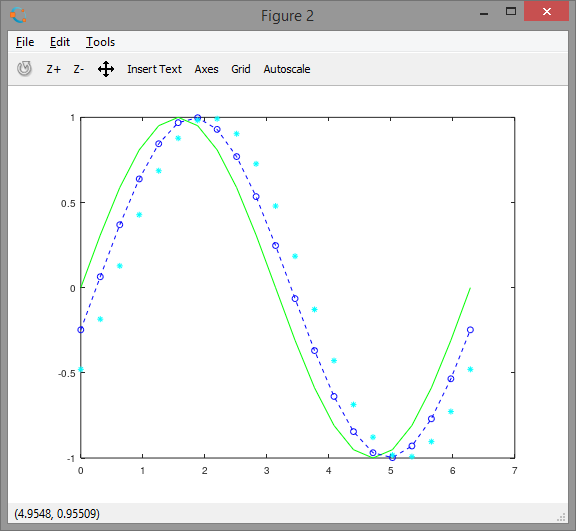 Figure 2
File Edit Tools
Z+ Z- Insert Text Axes Grid Autoscale
1
0.5
0
-0.5
-1
0 1 2 3 4 5 6 7
(4.9548, 0.95509)